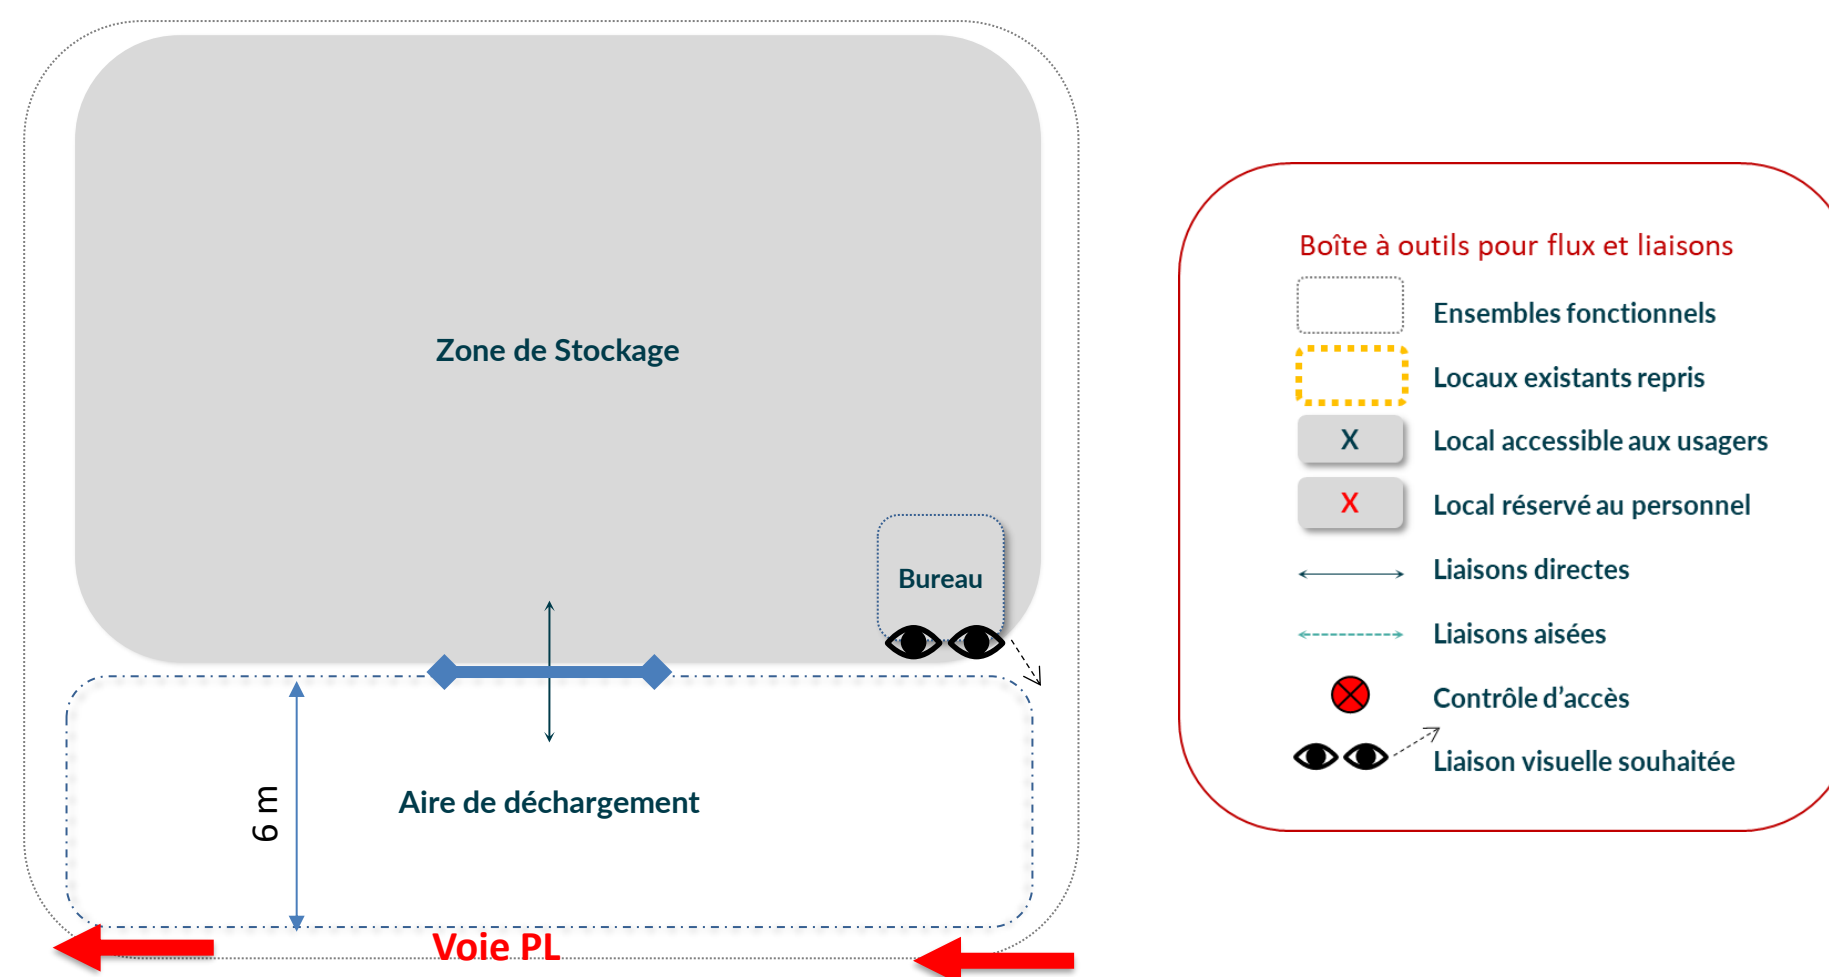 Zone de Stockage
Bureau
6 m
Aire de déchargement
Voie PL
Boîte à outils pour flux et liaisons
Ensembles fonctionnels
Locaux existants repris
X Local accessible aux usagers
X Local réservé au personnel
Liaisons directes
Liaisons aisées
Contrôle d'accès
Liaison visuelle souhaitée